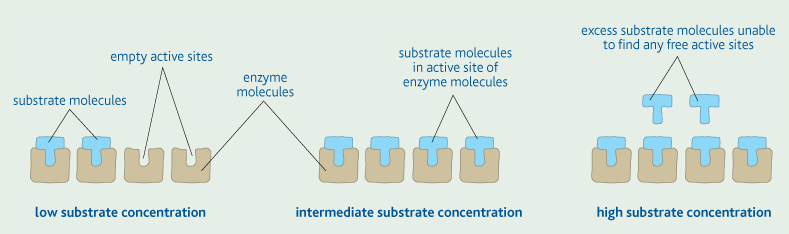 substrate molecules
empty active sites
enzyme
molecules
substrate molecules
in active site of
enzyme molecules
excess substrate molecules unable
to find any free active sites
low substrate concentration
intermediate substrate concentration
high substrate concentration